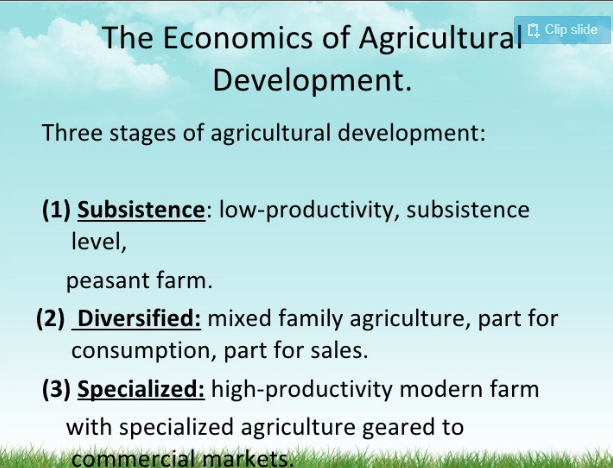 The Economics of Agricultural
Clip slide
Development.
Three stages of agricultural development:
(1) Subsistence: low-productivity, subsistence
level,
peasant farm.
(2) Diversified: mixed family agriculture, part for
consumption, part for sales.
(3) Specialized: high-productivity modern farm
with specialized agriculture geared to
commercial markets.